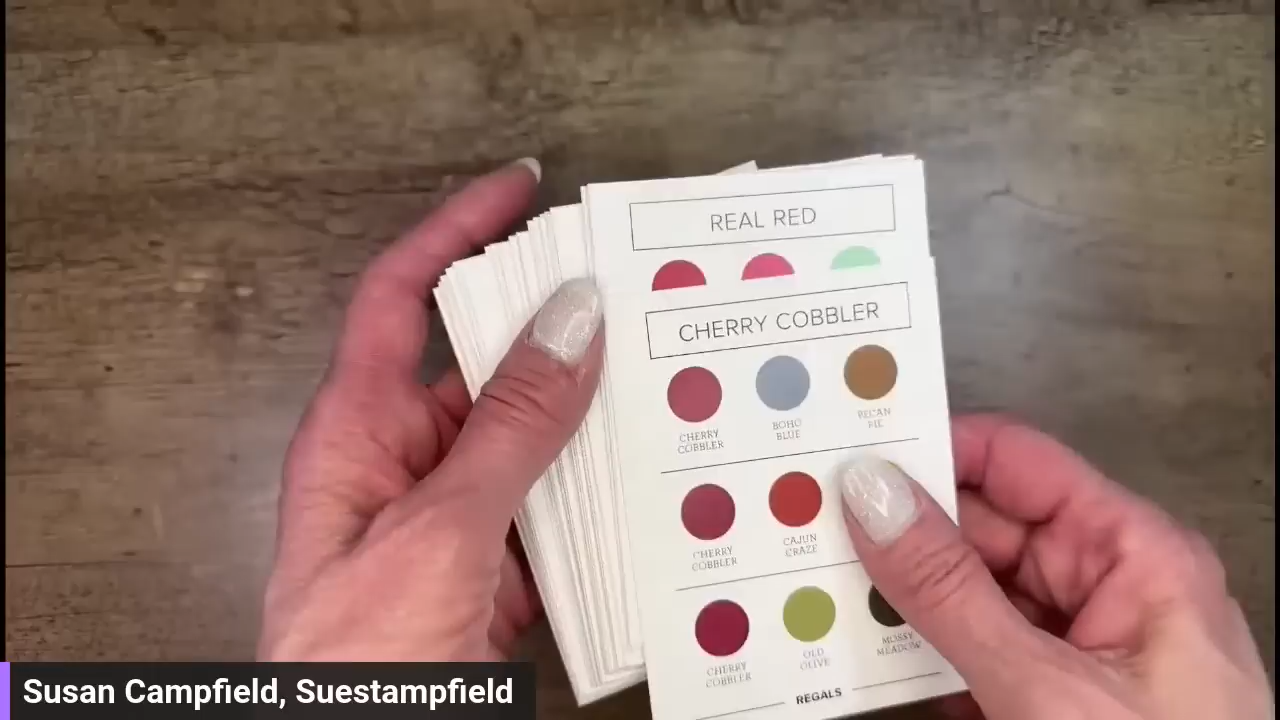 REAL RED
CHERRY COBBLER
CHERRY
COBBLER
BOHO
BLUE
PECAN
PIE
CHERRY
COBBLER
CAJUN
CRAZE
CHERRY
COBBLER
OLD
OLIVE
MOSSY
MEADOW
REGALS
Susan Campfield, Suestampfield